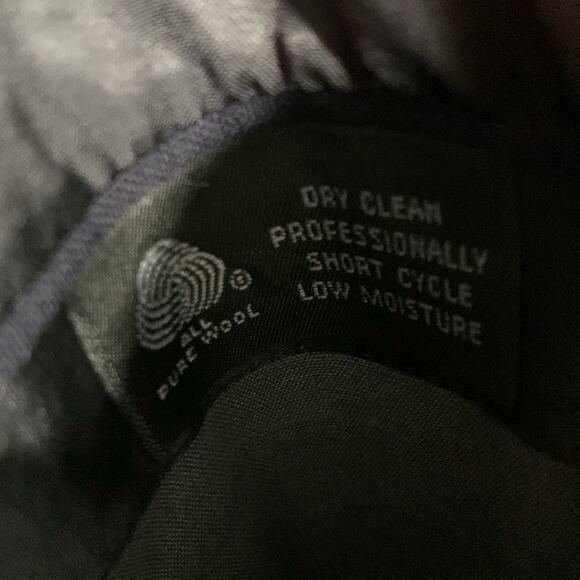 DRY CLEAN
PROFESSIONALLY
SHORT CYCLE
LOW MOISTURE
®
ALL
PURE WOOL